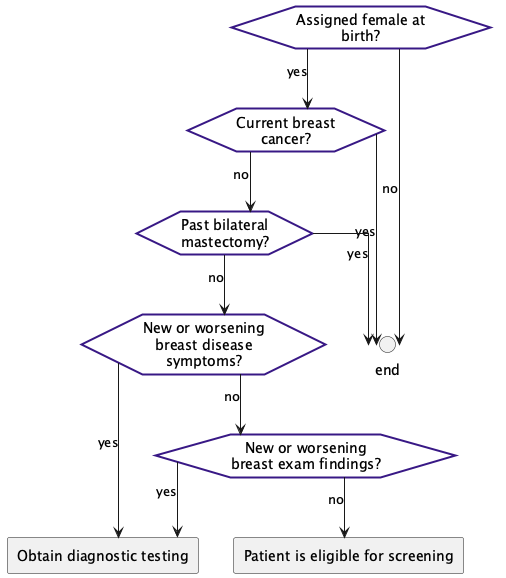 Assigned female at
birth?
yes
Current breast
cancer?
no
no
Past bilateral
mastectomy?
yes
yes
no
New or worsening
breast disease
symptoms?
end
no
yes
New or worsening
breast exam findings?
yes
no
Obtain diagnostic testing
Patient is eligible for screening